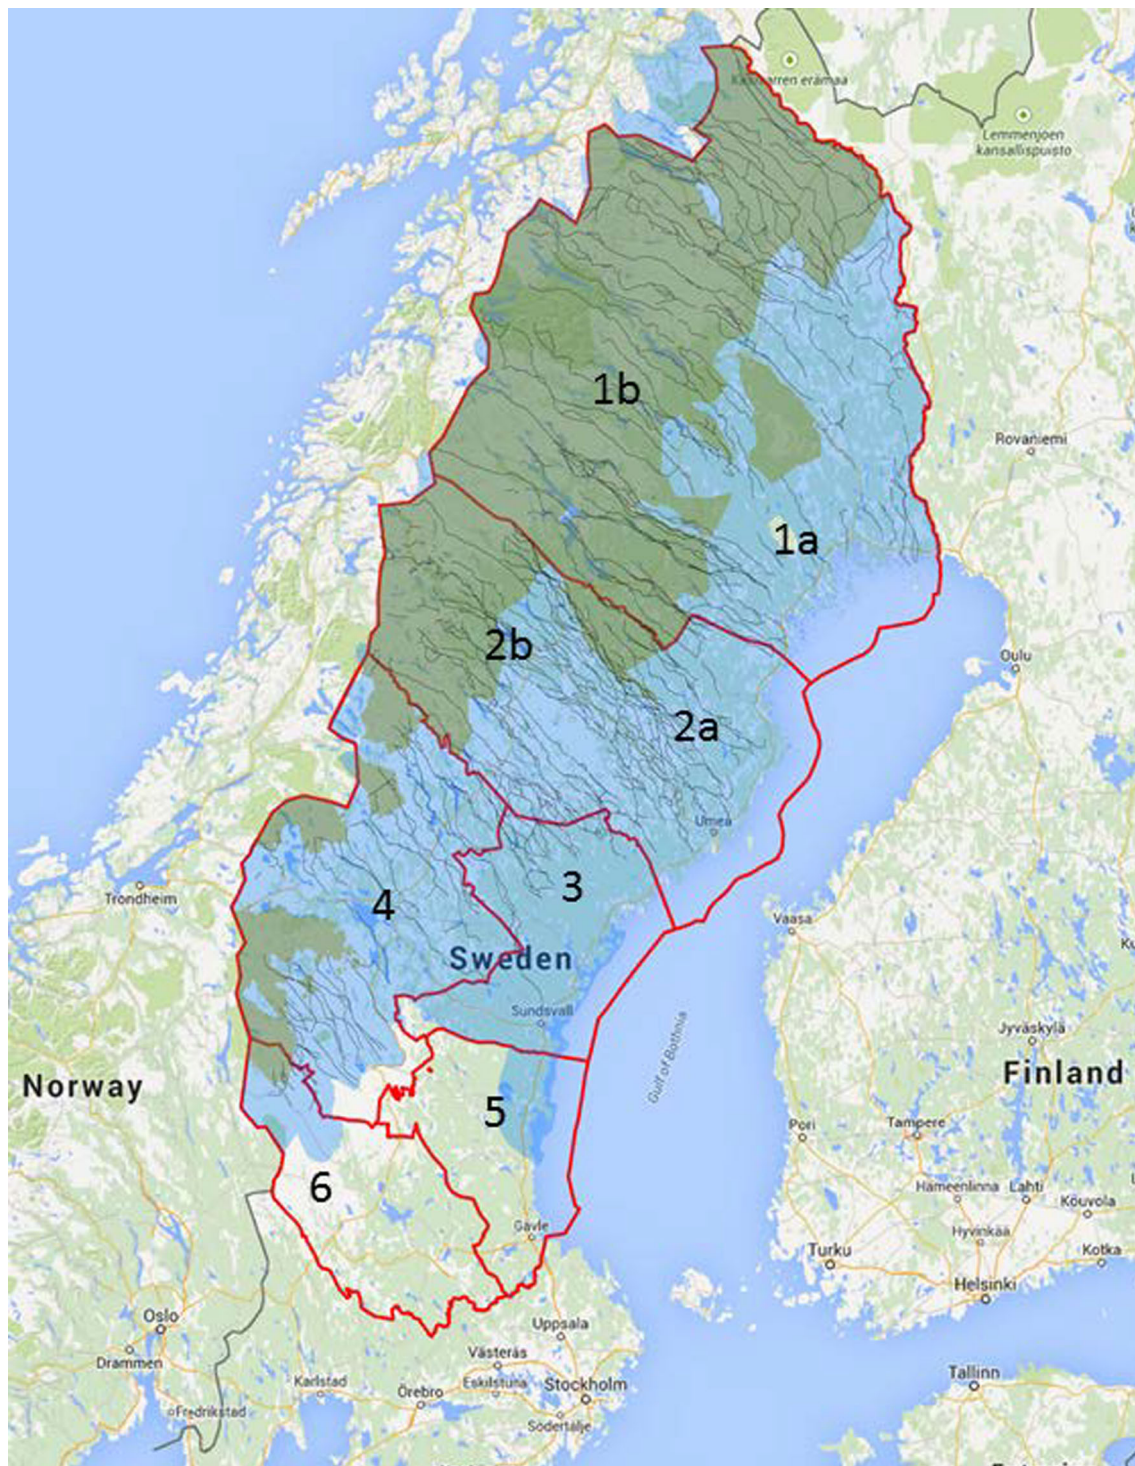 Käsivarren erämaa
Lemmenjoen
kansallispuisto
1b
Rovaniemi
1a
2b
Oulu
2a
Umeå
3
Trondheim
4
Vaasa
Sweden
Sundsvall
Gulf of Bothnia
Jyväskylä
Norway
Finland
5
Pori
Tampere
6
Hämeenlinna
Lahti
Kouvola
Gävle
Hyvinkää
Turku
Kotka
Helsinki
Oslo
Uppsala
Drammen
Västerås
Karlstad
Eskilstuna
Stockholm
Örebro
Tallinn
Fredrikstad
Södertälje